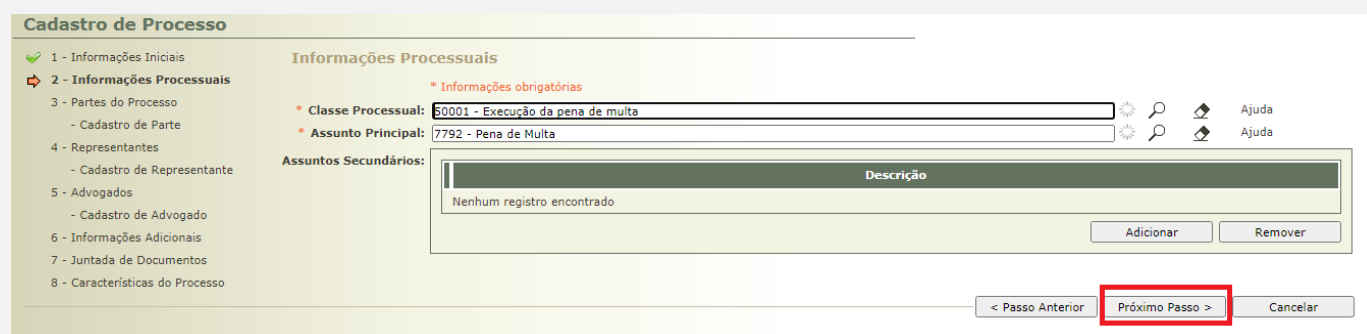 Cadastro de Processo
1 - Informações Iniciais
2 - Informações Processuais
3 - Partes do Processo
- Cadastro de Parte
4 - Representantes
- Cadastro de Representante
5 - Advogados
- Cadastro de Advogado
6 - Informações Adicionais
7 - Juntada de Documentos
8 - Características do Processo
Informações Processuais
* Informações obrigatórias
* Classe Processual: 50001 - Execução da pena de multa Ajuda
* Assunto Principal: 7792 - Pena de Multa Ajuda
Assuntos Secundários:
Descrição
Nenhum registro encontrado
Adicionar Remover
< Passo Anterior Próximo Passo > Cancelar